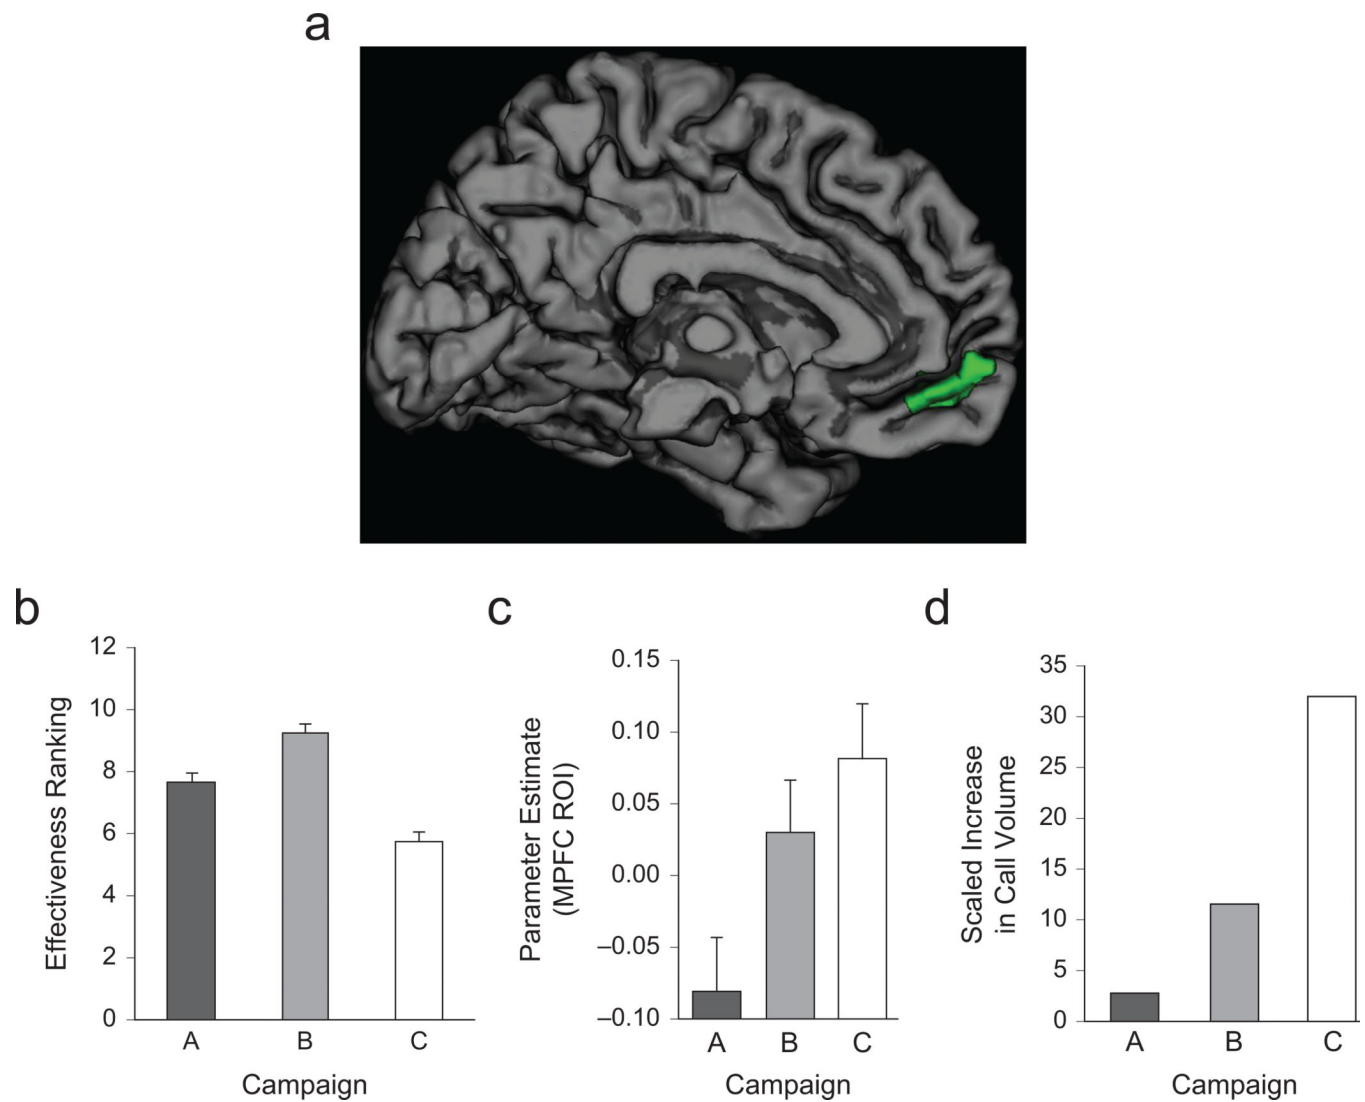 a
b
12
10
8
6
4
2
0
Effectiveness Ranking
A B C
Campaign
c
0.15
0.10
0.05
0.00
–0.05
–0.10
Parameter Estimate
(MPFC ROI)
A B C
Campaign
d
35
30
25
20
15
10
5
0
Scaled Increase
in Call Volume
A B C
Campaign